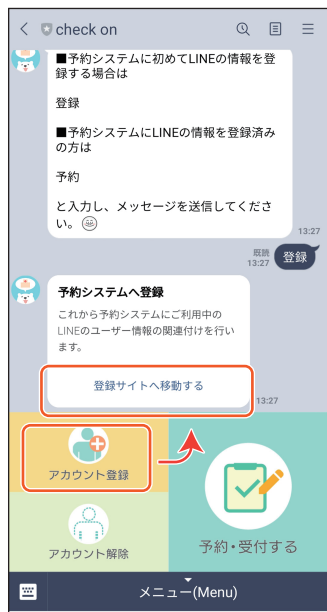 check on
■予約システムに初めてLINEの情報を登
録する場合は
登録
■予約システムにLINEの情報を登録済み
の方は
予約
と入力し、メッセージを送信してくださ
い。
13:27
既読
13:27
登録
予約システムへ登録
これから予約システムにご利用中の
LINEのユーザー情報の関連付けを行い
ます。
登録サイトへ移動する
13:27
アカウント登録
アカウント解除
予約・受付する
メニュー(Menu)